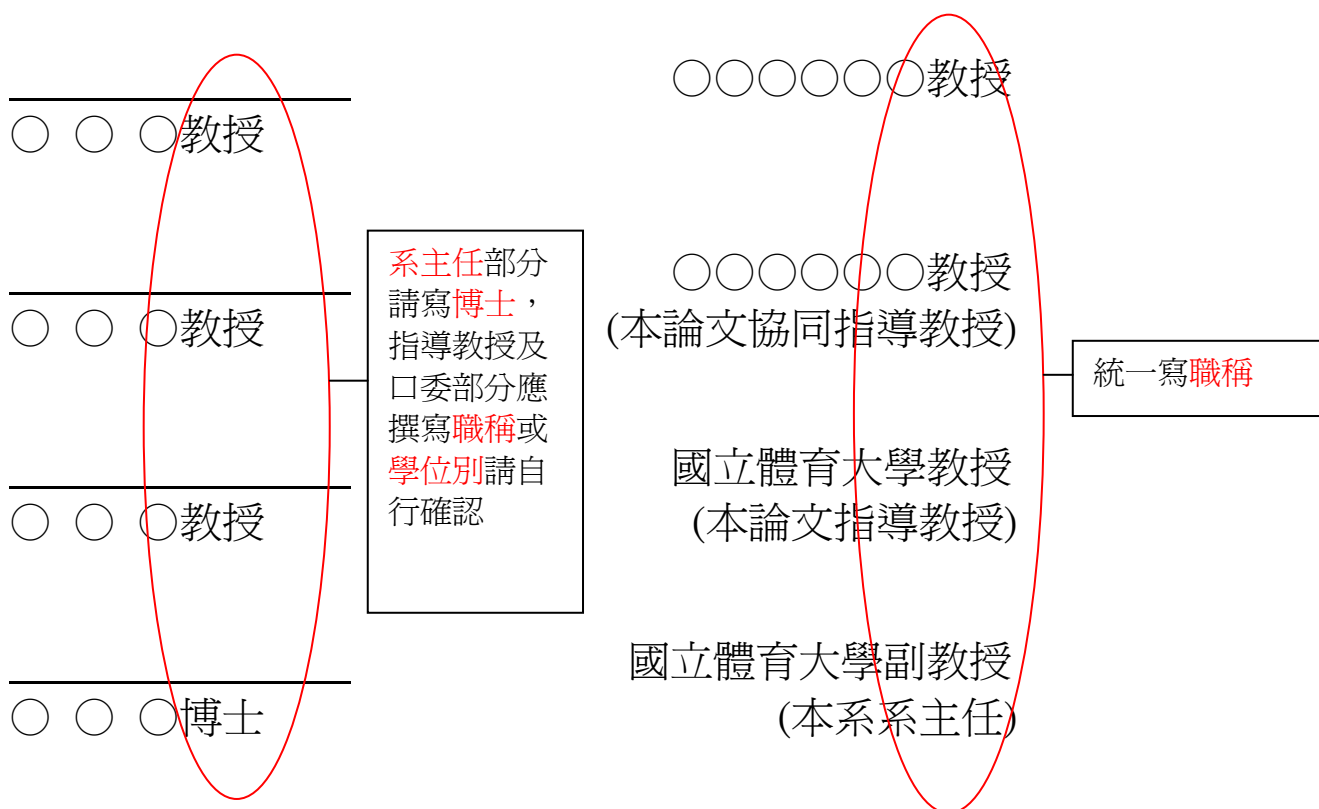 ○○○○○○教授
○ ○ ○教授
○○○○○○教授
(本論文協同指導教授)
○ ○ ○教授
系主任部分
請寫博士，
指導教授及
口委部分應
撰寫職稱或
學位別請自
行確認
統一寫職稱
國立體育大學教授
(本論文指導教授)
○ ○ ○教授
國立體育大學副教授
(本系系主任)
○ ○ ○博士